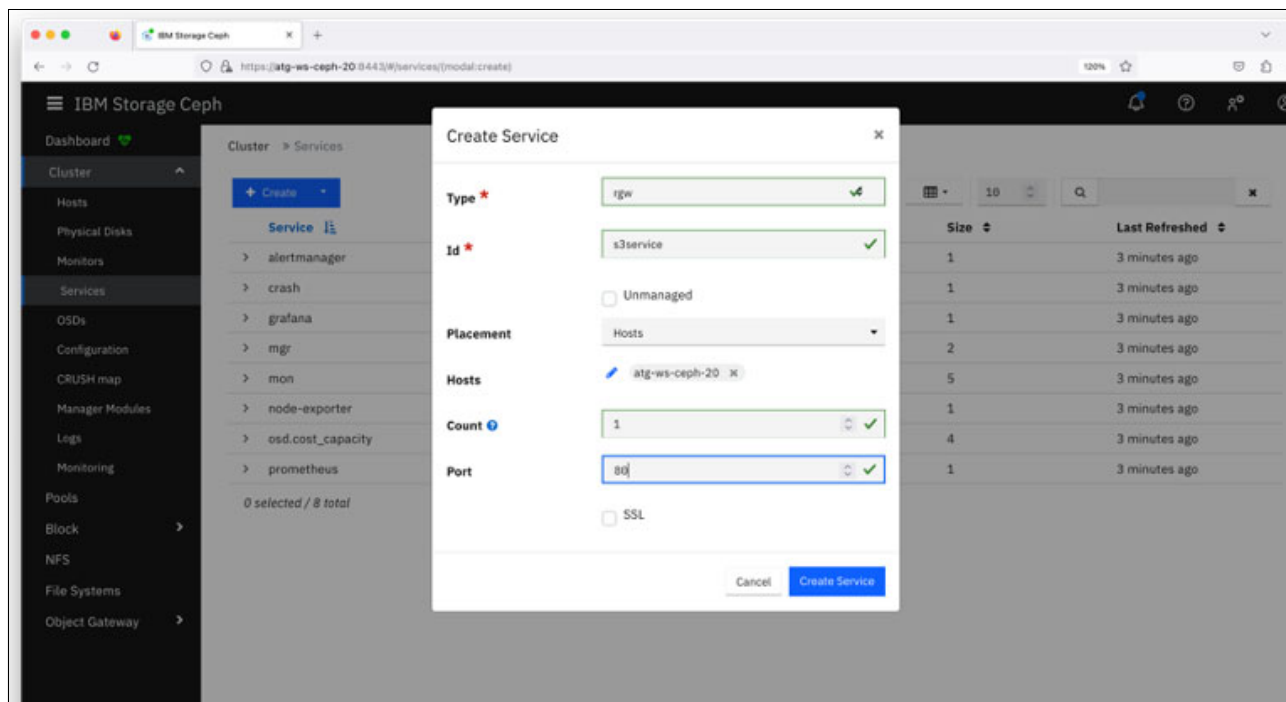 IBM Storage Ceph
https://atg-ws-ceph-20:8443/#/services/(modal:create)
120%
IBM Storage Ceph
Dashboard
Cluster
Hosts
Physical Disks
Monitors
Services
OSDs
Configuration
CRUSH map
Manager Modules
Logs
Monitoring
Pools
Block
NFS
File Systems
Object Gateway
Cluster » Services
+ Create
10
Service Size Last Refreshed
alertmanager 1 3 minutes ago
crash 1 3 minutes ago
grafana 1 3 minutes ago
mgr 2 3 minutes ago
mon 5 3 minutes ago
node-exporter 1 3 minutes ago
osd.cost_capacity 4 3 minutes ago
prometheus 1 3 minutes ago
0 selected / 8 total
Create Service ×
Type * rgw
Id * s3service
Unmanaged
Placement Hosts
Hosts atg-ws-ceph-20 ×
Count 1
Port 80
SSL
Cancel Create Service